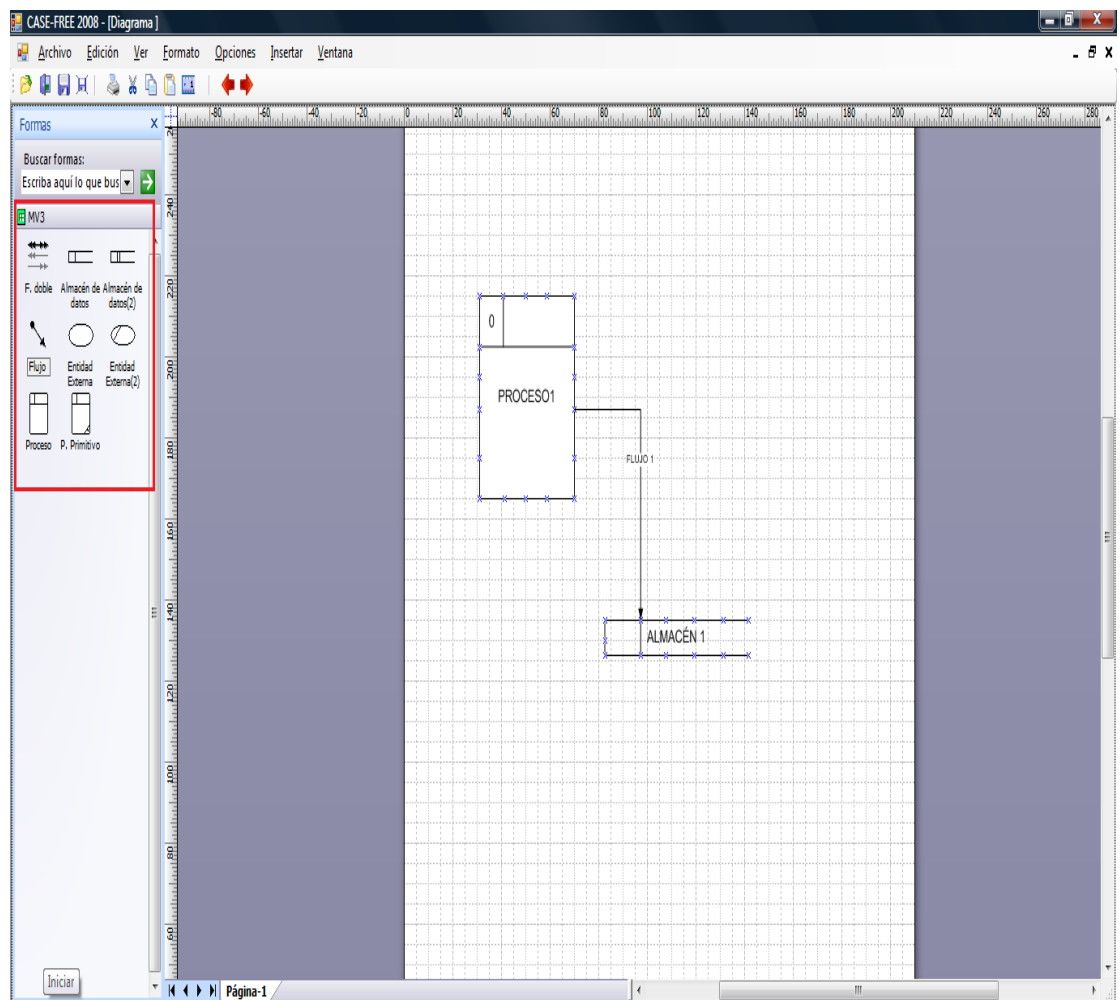 CASE-FREE 2008 - [Diagrama ]
Archivo Edición Ver Formato Opciones Insertar Ventana
Formas X
Buscar formas:
Escriba aquí lo que bus
MV3
F. doble
Almacén de datos
Almacén de datos(2)
Flujo
Entidad Externa
Entidad Externa(2)
Proceso
P. Primitivo
-80 -60 -40 -20 0 20 40 60 80 100 120 140 160 180 200 220 240 260 280
240
220
200
180
160
140
120
100
80
60
0
PROCESO1
FLUJO 1
ALMACÉN 1
Iniciar
Página-1